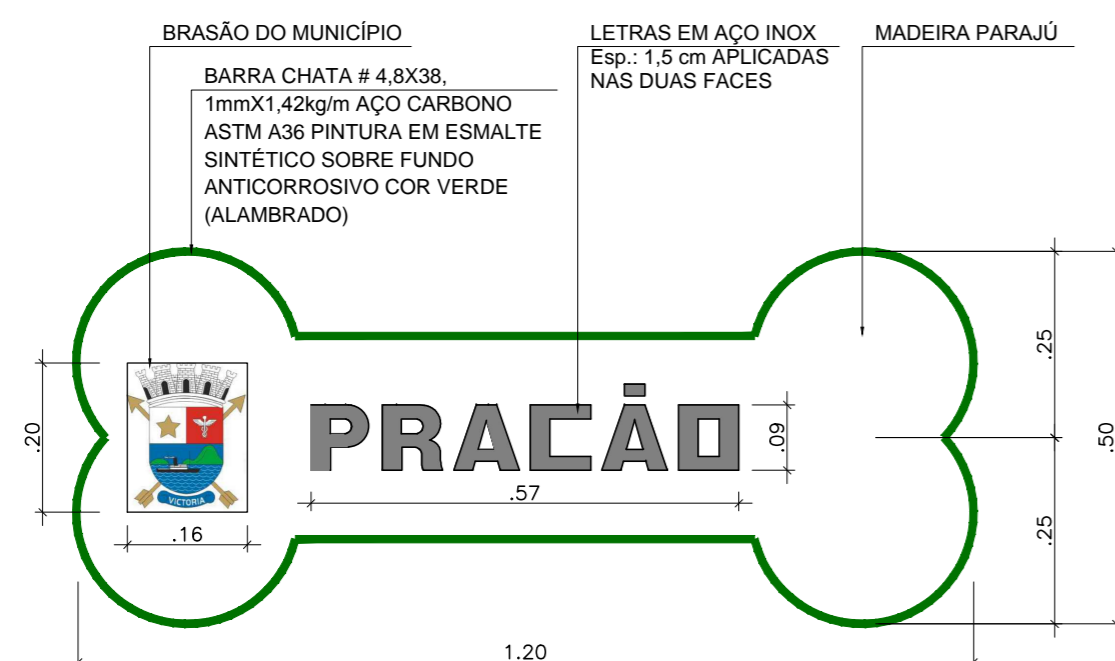 BRASÃO DO MUNICÍPIO
BARRA CHATA # 4,8X38,
1mmX1,42kg/m AÇO CARBONO
ASTM A36 PINTURA EM ESMALTE
SINTÉTICO SOBRE FUNDO
ANTICORROSIVO COR VERDE
(ALAMBRADO)
LETRAS EM AÇO INOX
Esp.: 1,5 cm APLICADAS
NAS DUAS FACES
MADEIRA PARAJÚ
PRACÃO
VICTORIA
.20
.16
.57
.09
.25
.25
.50
1.20